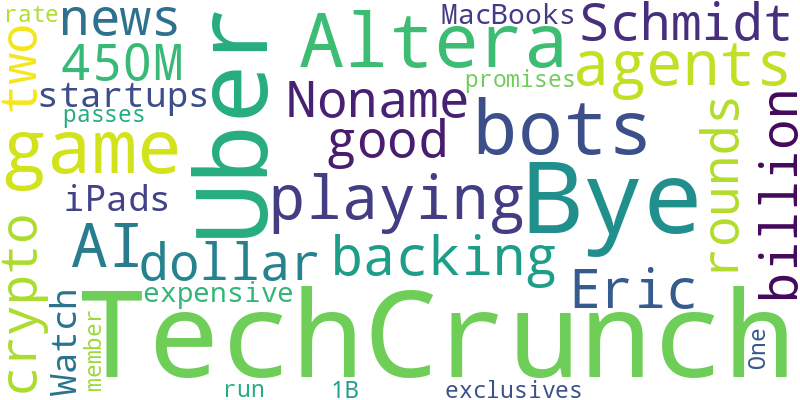 rate
news
two
450M
startups
passes
game
Uber
Altera
MacBooks
Schmidt
agents
promises
Noname
good
bots
rounds
billion
iPads
playing
Bye
AI
dollar
backing
Eric
crypto
expensive
Watch
member
TechCrunch
One
run
1B
exclusives